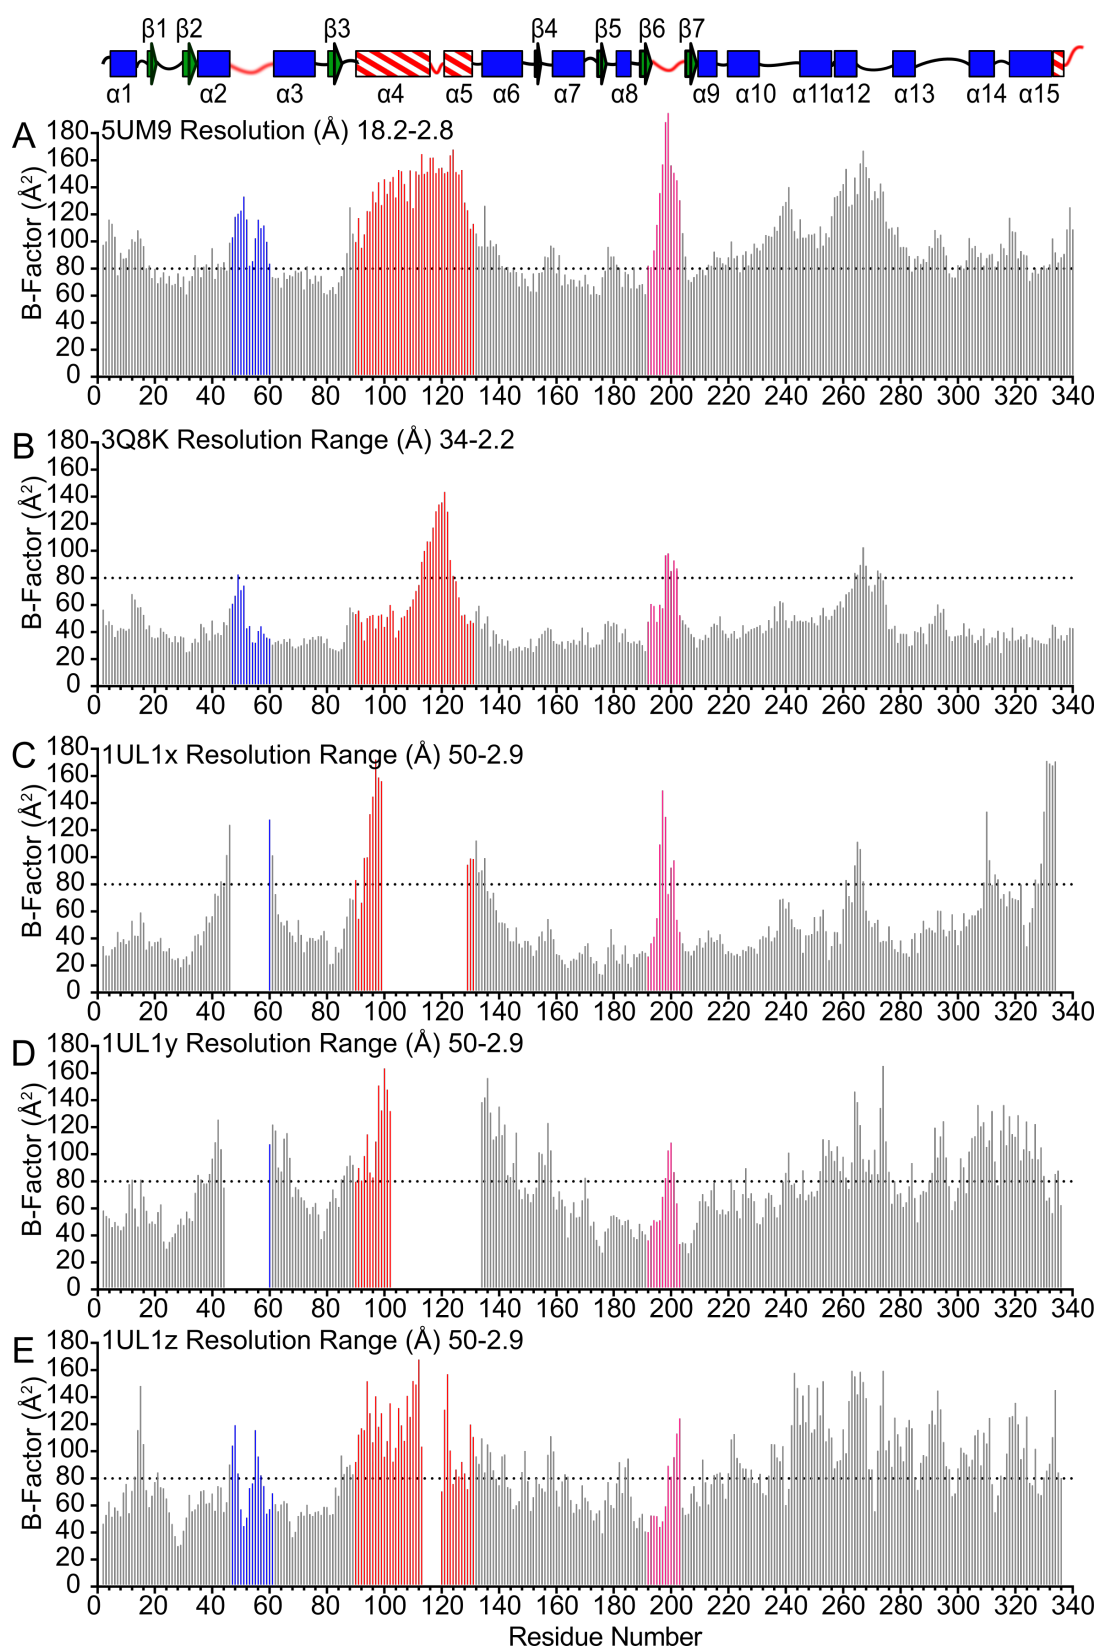 β1 β2 β3 β4 β5 β6 β7
α1 α2 α3 α4 α5 α6 α7 α8 α9 α10 α11 α12 α13 α14 α15
A
5UM9 Resolution (Å) 18.2-2.8
B-Factor (Å²)
180
160
140
120
100
80
60
40
20
0
0 20 40 60 80 100 120 140 160 180 200 220 240 260 280 300 320 340
B
3Q8K Resolution Range (Å) 34-2.2
B-Factor (Å²)
180
160
140
120
100
80
60
40
20
0
0 20 40 60 80 100 120 140 160 180 200 220 240 260 280 300 320 340
C
1UL1x Resolution Range (Å) 50-2.9
B-Factor (Å²)
180
160
140
120
100
80
60
40
20
0
0 20 40 60 80 100 120 140 160 180 200 220 240 260 280 300 320 340
D
1UL1y Resolution Range (Å) 50-2.9
B-Factor (Å²)
180
160
140
120
100
80
60
40
20
0
0 20 40 60 80 100 120 140 160 180 200 220 240 260 280 300 320 340
E
1UL1z Resolution Range (Å) 50-2.9
B-Factor (Å²)
180
160
140
120
100
80
60
40
20
0
0 20 40 60 80 100 120 140 160 180 200 220 240 260 280 300 320 340
Residue Number